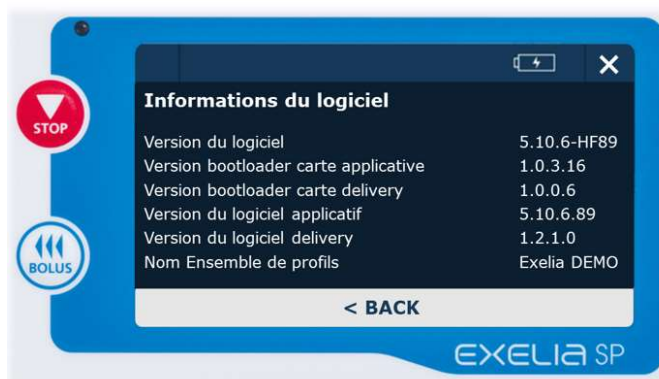 Informations du logiciel
STOP
Version du logiciel 5.10.6-HF89
Version bootloader carte applicative 1.0.3.16
Version bootloader carte delivery 1.0.0.6
Version du logiciel applicatif 5.10.6.89
Version du logiciel delivery 1.2.1.0
BOLUS
Nom Ensemble de profils Exelia DEMO
< BACK
EXELIA SP